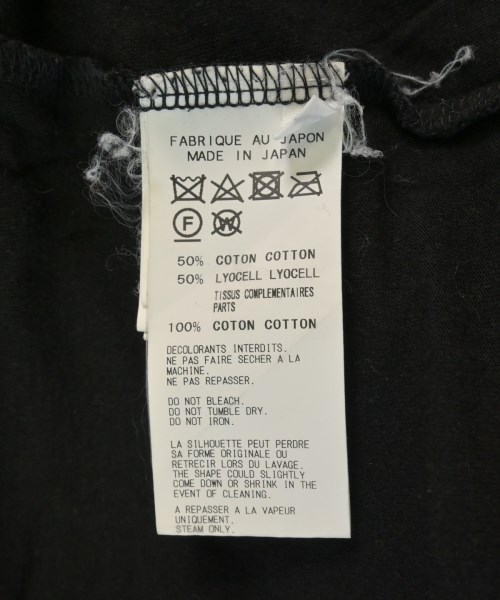 FABRIQUE AU JAPON
MADE IN JAPAN
F W
50% COTON COTTON
50% LYOCELL LYOCELL
TISSUS COMPLEMENTAIRES
PARTS
100% COTON COTTON
DECOLORANTS INTERDITS.
NE PAS FAIRE SECHER A LA
MACHINE.
NE PAS REPASSER.
DO NOT BLEACH.
DO NOT TUMBLE DRY.
DO NOT IRON.
LA SILHOUETTE PEUT PERDRE
SA FORME ORIGINALE OU
RETRECIR LORS DU LAVAGE.
THE SHAPE COULD SLIGHTLY
COME DOWN OR SHRINK IN THE
EVENT OF CLEANING.
A REPASSER A LA VAPEUR
UNIQUEMENT.
STEAM ONLY.